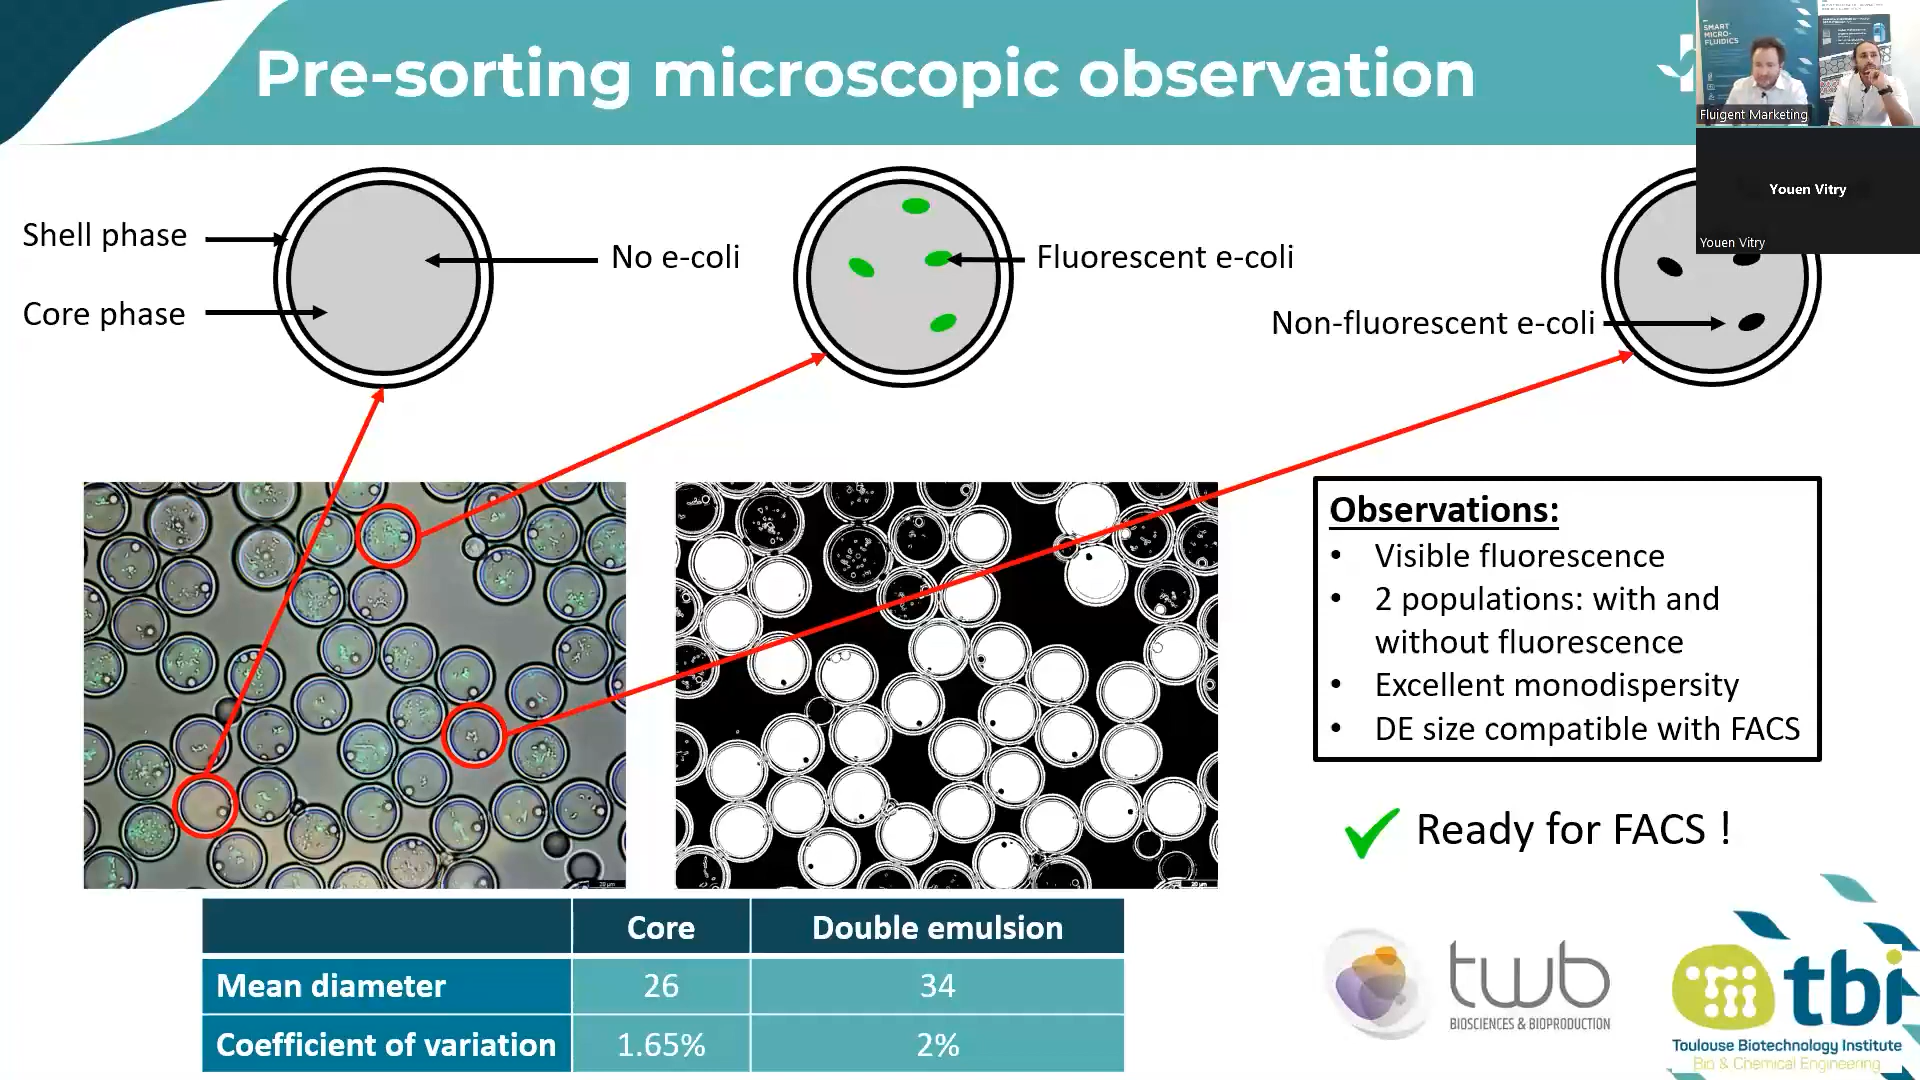 Pre-sorting microscopic observation
SMART
MICRO-
FLUIDICS
Fluigent Marketing
Youen Vitry
Youen Vitry
Shell phase
Core phase
No e-coli
Fluorescent e-coli
Non-fluorescent e-coli
Observations:
• Visible fluorescence
• 2 populations: with and
without fluorescence
• Excellent monodispersity
• DE size compatible with FACS
Ready for FACS !
Core Double emulsion
Mean diameter 26 34
Coefficient of variation 1.65% 2%
twb
BIOSCIENCES & BIOPRODUCTION
tbi
Toulouse Biotechnology Institute
Bio & Chemical Engineering